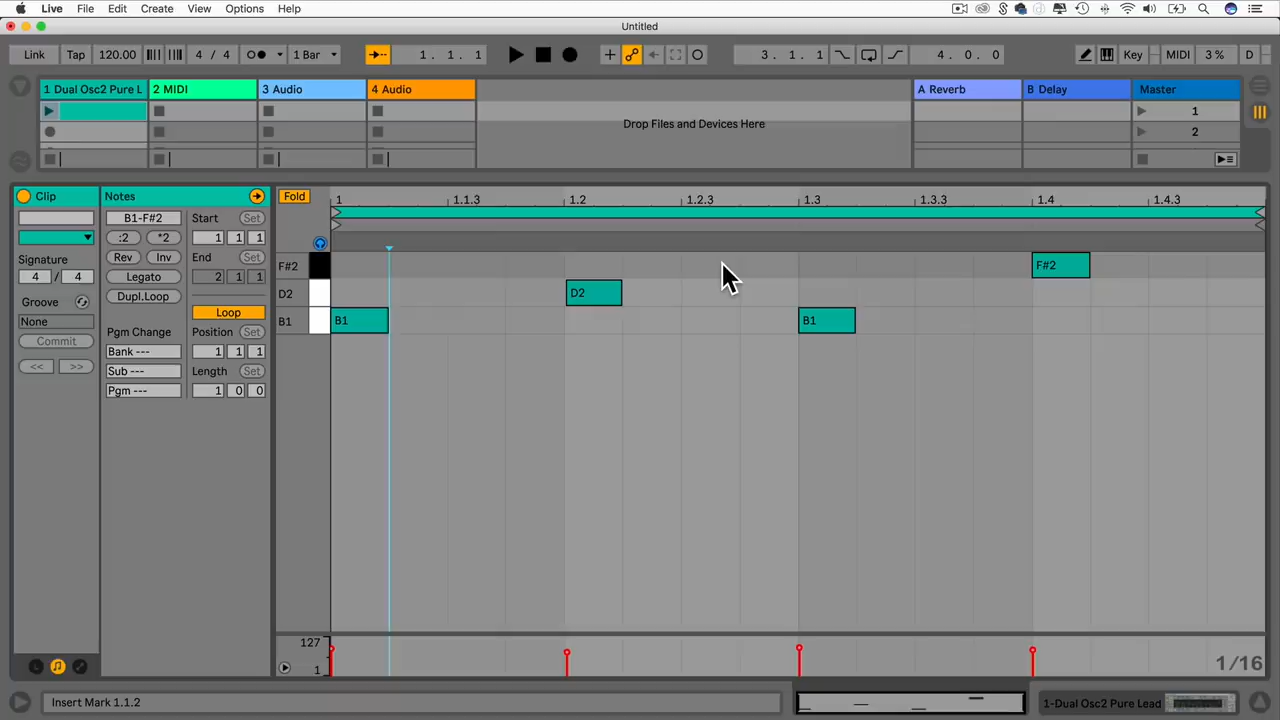 Live File Edit Create View Options Help
Untitled
Link Tap 120.00 4 / 4 1 Bar 1. 1. 1 3. 1. 1 4. 0. 0 Key MIDI 3 % D
1 Dual Osc2 Pure L 2 MIDI 3 Audio 4 Audio A Reverb B Delay Master
1
Drop Files and Devices Here
2
Clip Notes Fold 1 1.1.3 1.2 1.2.3 1.3 1.3.3 1.4 1.4.3
B1-F#2 Start Set
:2 *2 1 1 1
Signature Rev Inv End Set
4 / 4 Legato 2 1 1
Groove Dupl.Loop
None Loop
Commit Pgm Change Position Set
<< >> Bank --- 1 1 1
Sub --- Length Set
Pgm --- 1 0 0
F#2 F#2
D2 D2
B1 B1 B1
127
1 1/16
Insert Mark 1.1.2 1-Dual Osc2 Pure Lead